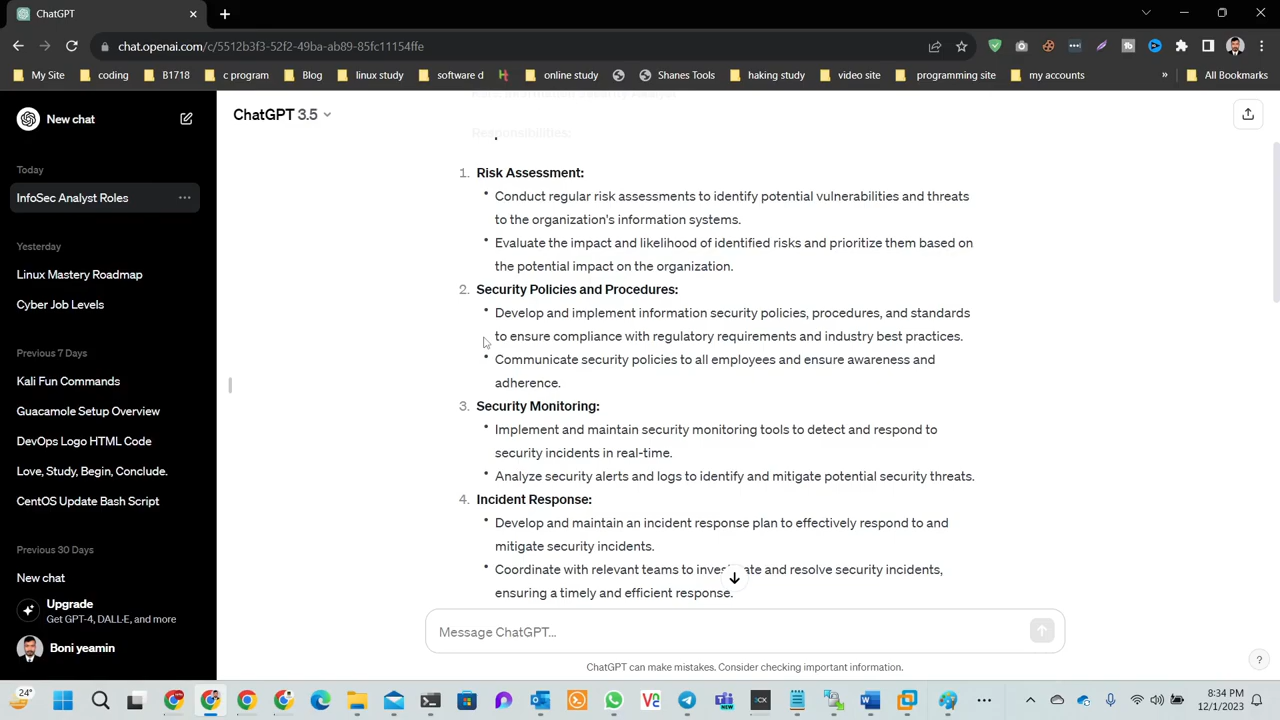 ChatGPT
chat.openai.com/c/5512b3f3-52f2-49ba-ab89-85fc11154ffe
My Site
coding
B1718
c program
Blog
linux study
software d
online study
Shanes Tools
haking study
video site
programming site
my accounts
»
All Bookmarks
New chat
Today
InfoSec Analyst Roles
Yesterday
Linux Mastery Roadmap
Cyber Job Levels
Previous 7 Days
Kali Fun Commands
Guacamole Setup Overview
DevOps Logo HTML Code
Love, Study, Begin, Conclude.
CentOS Update Bash Script
Previous 30 Days
New chat
Upgrade
Get GPT-4, DALL·E, and more
Boni yeamin
ChatGPT 3.5
Responsibilities:
1. Risk Assessment:
• Conduct regular risk assessments to identify potential vulnerabilities and threats
to the organization's information systems.
• Evaluate the impact and likelihood of identified risks and prioritize them based on
the potential impact on the organization.
2. Security Policies and Procedures:
• Develop and implement information security policies, procedures, and standards
to ensure compliance with regulatory requirements and industry best practices.
• Communicate security policies to all employees and ensure awareness and
adherence.
3. Security Monitoring:
• Implement and maintain security monitoring tools to detect and respond to
security incidents in real-time.
• Analyze security alerts and logs to identify and mitigate potential security threats.
4. Incident Response:
• Develop and maintain an incident response plan to effectively respond to and
mitigate security incidents.
• Coordinate with relevant teams to investigate and resolve security incidents,
ensuring a timely and efficient response.
Message ChatGPT…
ChatGPT can make mistakes. Consider checking important information.
?
24°
8:34 PM
12/1/2023